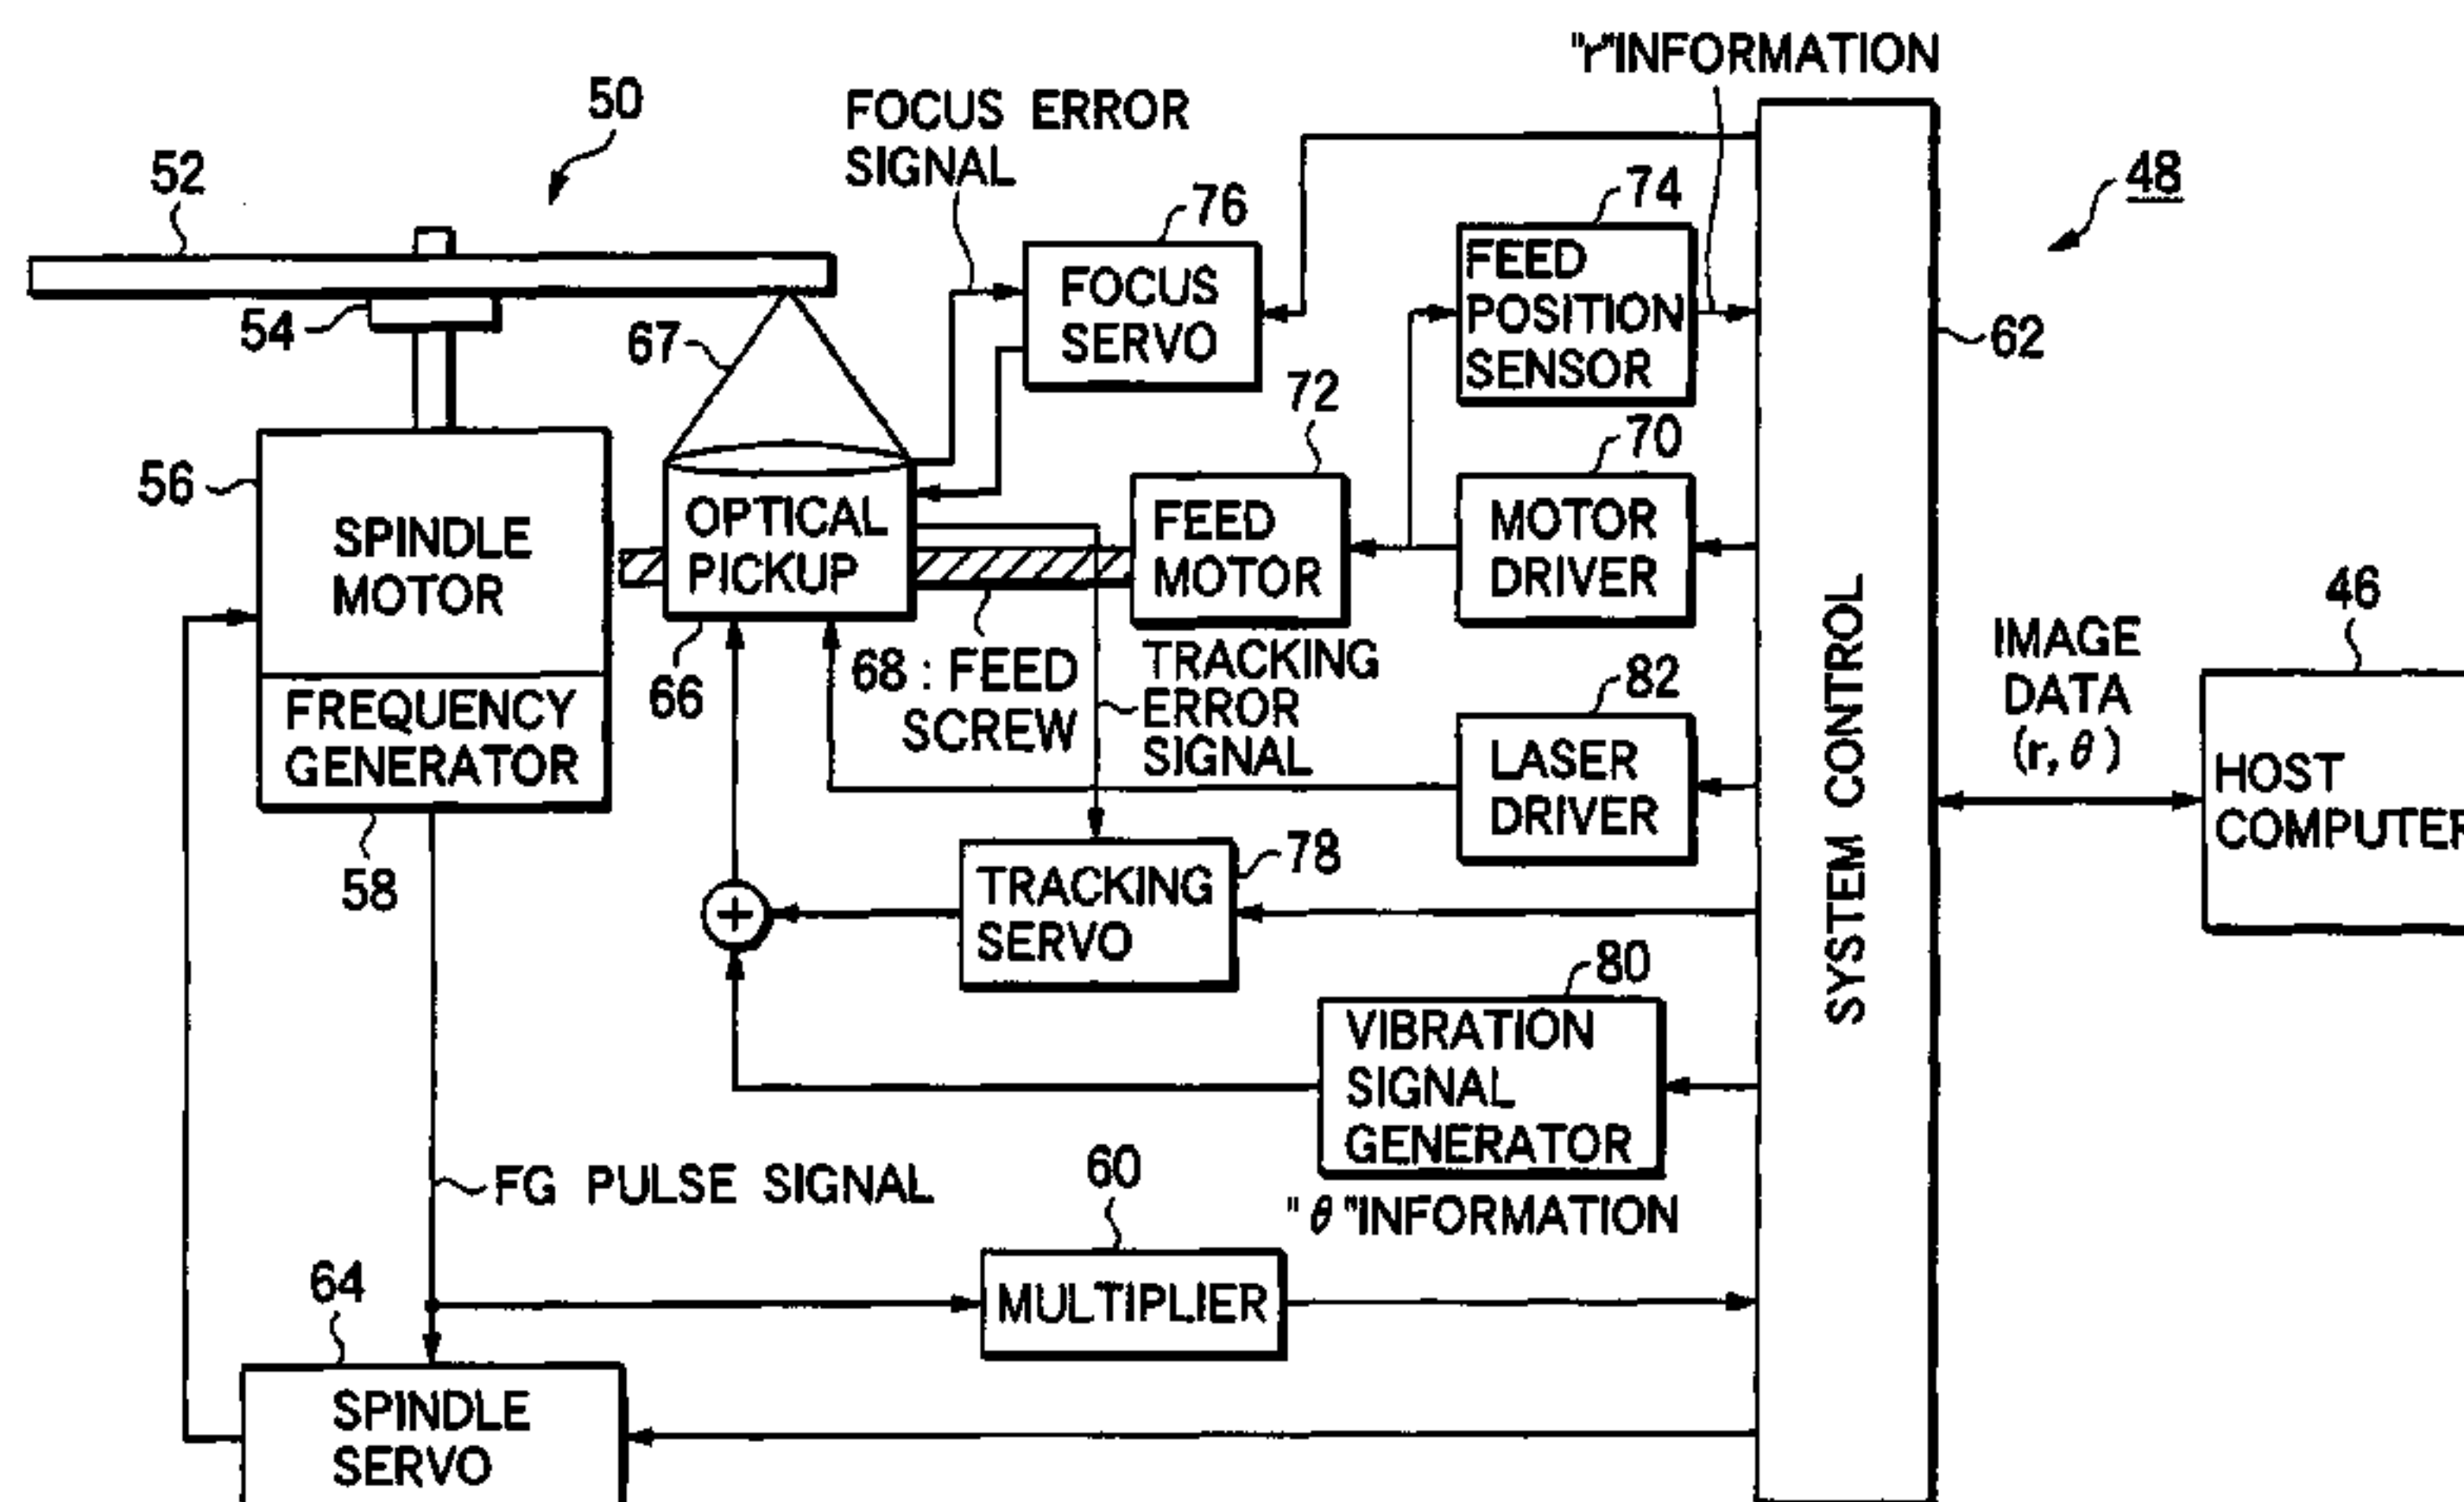 "r"INFORMATION
50
FOCUS ERROR
SIGNAL
52
76
74
48
FOCUS
SERVO
FEED
POSITION
SENSOR
54
67
62
72
70
56
SPINDLE
MOTOR
OPTICAL
PICKUP
FEED
MOTOR
MOTOR
DRIVER
SYSTEM CONTROL
46
IMAGE
DATA
(r, θ)
66
68 : FEED
SCREW
TRACKING
ERROR
SIGNAL
82
FREQUENCY
GENERATOR
LASER
DRIVER
HOST
COMPUTER
58
78
TRACKING
SERVO
+
80
VIBRATION
SIGNAL
GENERATOR
FG PULSE SIGNAL
60
"θ"INFORMATION
64
MULTIPLIER
SPINDLE
SERVO